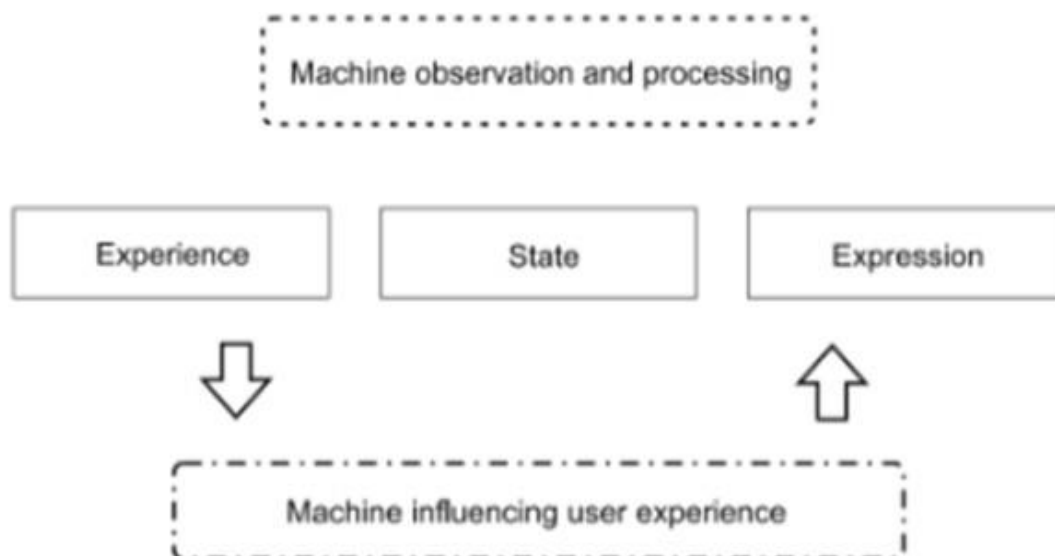 Machine observation and processing
Experience
State
Expression
Machine influencing user experience